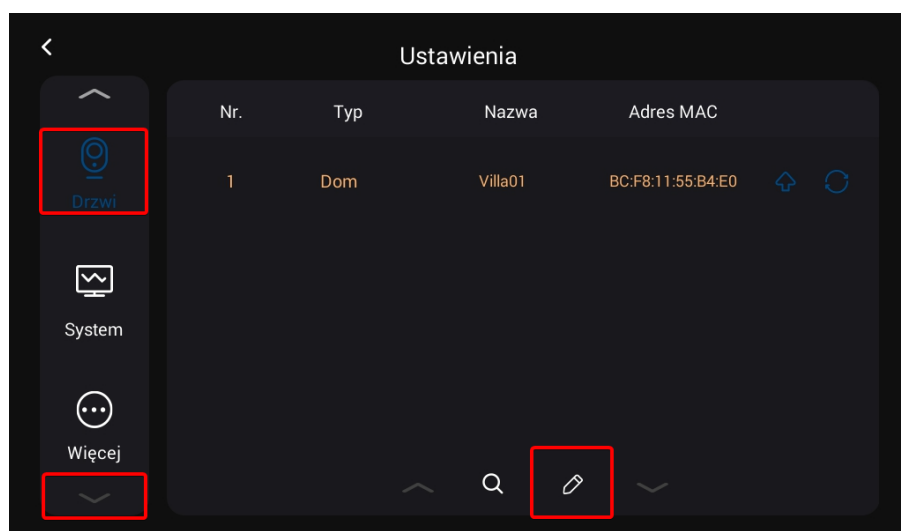 Ustawienia
Nr. Typ Nazwa Adres MAC
1 Dom Villa01 BC:F8:11:55:B4:E0
Drzwi
System
Więcej